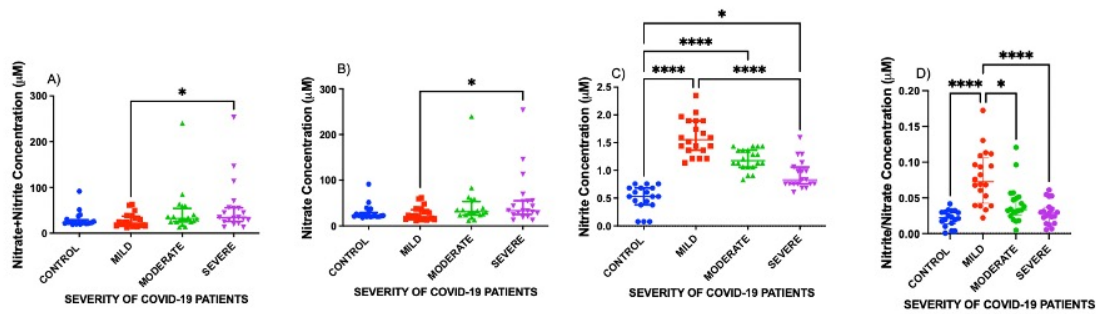 A)
Nitrate+Nitrite Concentration (μM)
300
200
100
0
*
CONTROL
MILD
MODERATE
SEVERE
SEVERITY OF COVID-19 PATIENTS
B)
Nitrate Concentration (μM)
300
200
100
0
*
CONTROL
MILD
MODERATE
SEVERE
SEVERITY OF COVID-19 PATIENTS
C)
Nitrite Concentration (μM)
2.5
2.0
1.5
1.0
0.5
0.0
*
****
**** ****
CONTROL
MILD
MODERATE
SEVERE
SEVERITY OF COVID-19 PATIENTS
D)
Nitrite/Nitrate Concentration (μM)
0.20
0.15
0.10
0.05
0.00
****
**** *
CONTROL
MILD
MODERATE
SEVERE
SEVERITY OF COVID-19 PATIENTS